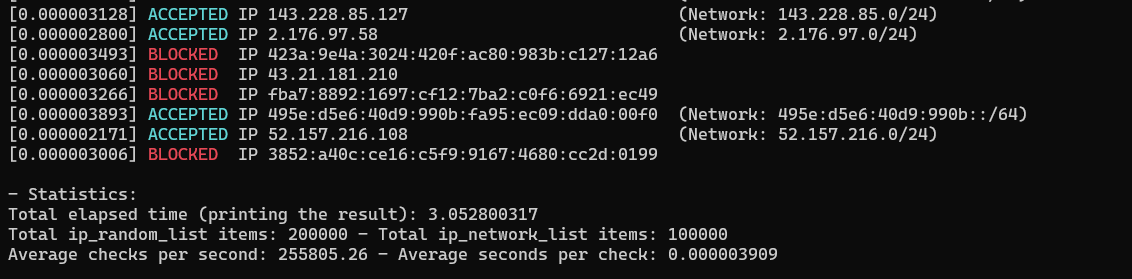 [0.000003128] ACCEPTED IP 143.228.85.127 (Network: 143.228.85.0/24)
[0.000002800] ACCEPTED IP 2.176.97.58 (Network: 2.176.97.0/24)
[0.000003493] BLOCKED IP 423a:9e4a:3024:420f:ac80:983b:c127:12a6
[0.000003060] BLOCKED IP 43.21.181.210
[0.000003266] BLOCKED IP fba7:8892:1697:cf12:7ba2:c0f6:6921:ec49
[0.000003893] ACCEPTED IP 495e:d5e6:40d9:990b:fa95:ec09:dda0:00f0 (Network: 495e:d5e6:40d9:990b::/64)
[0.000002171] ACCEPTED IP 52.157.216.108 (Network: 52.157.216.0/24)
[0.000003006] BLOCKED IP 3852:a40c:ce16:c5f9:9167:4680:cc2d:0199
- Statistics:
Total elapsed time (printing the result): 3.052800317
Total ip_random_list items: 200000 - Total ip_network_list items: 100000
Average checks per second: 255805.26 - Average seconds per check: 0.000003909